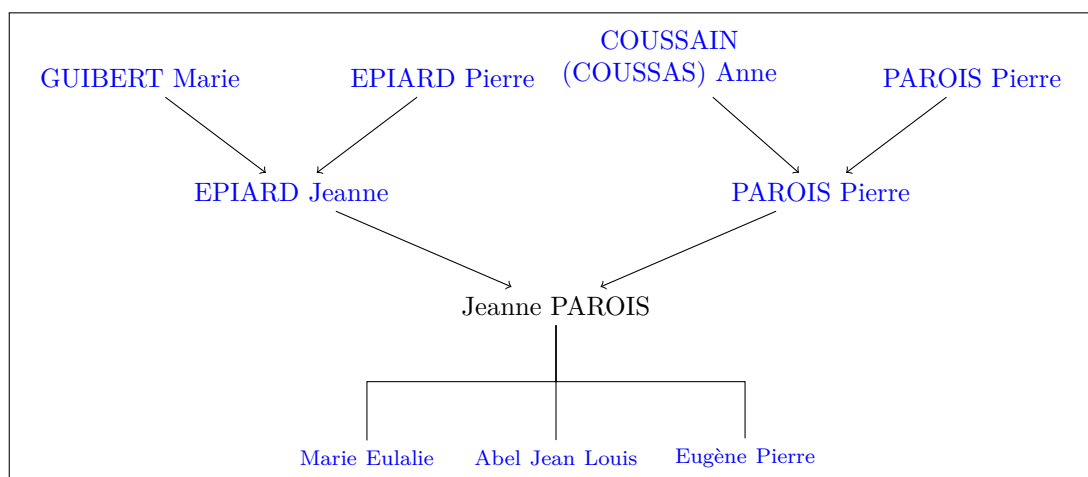 GUIBERT Marie
EPIARD Pierre
COUSSAIN
(COUSSAS) Anne
PAROIS Pierre
EPIARD Jeanne
PAROIS Pierre
Jeanne PAROIS
Marie Eulalie
Abel Jean Louis
Eugène Pierre